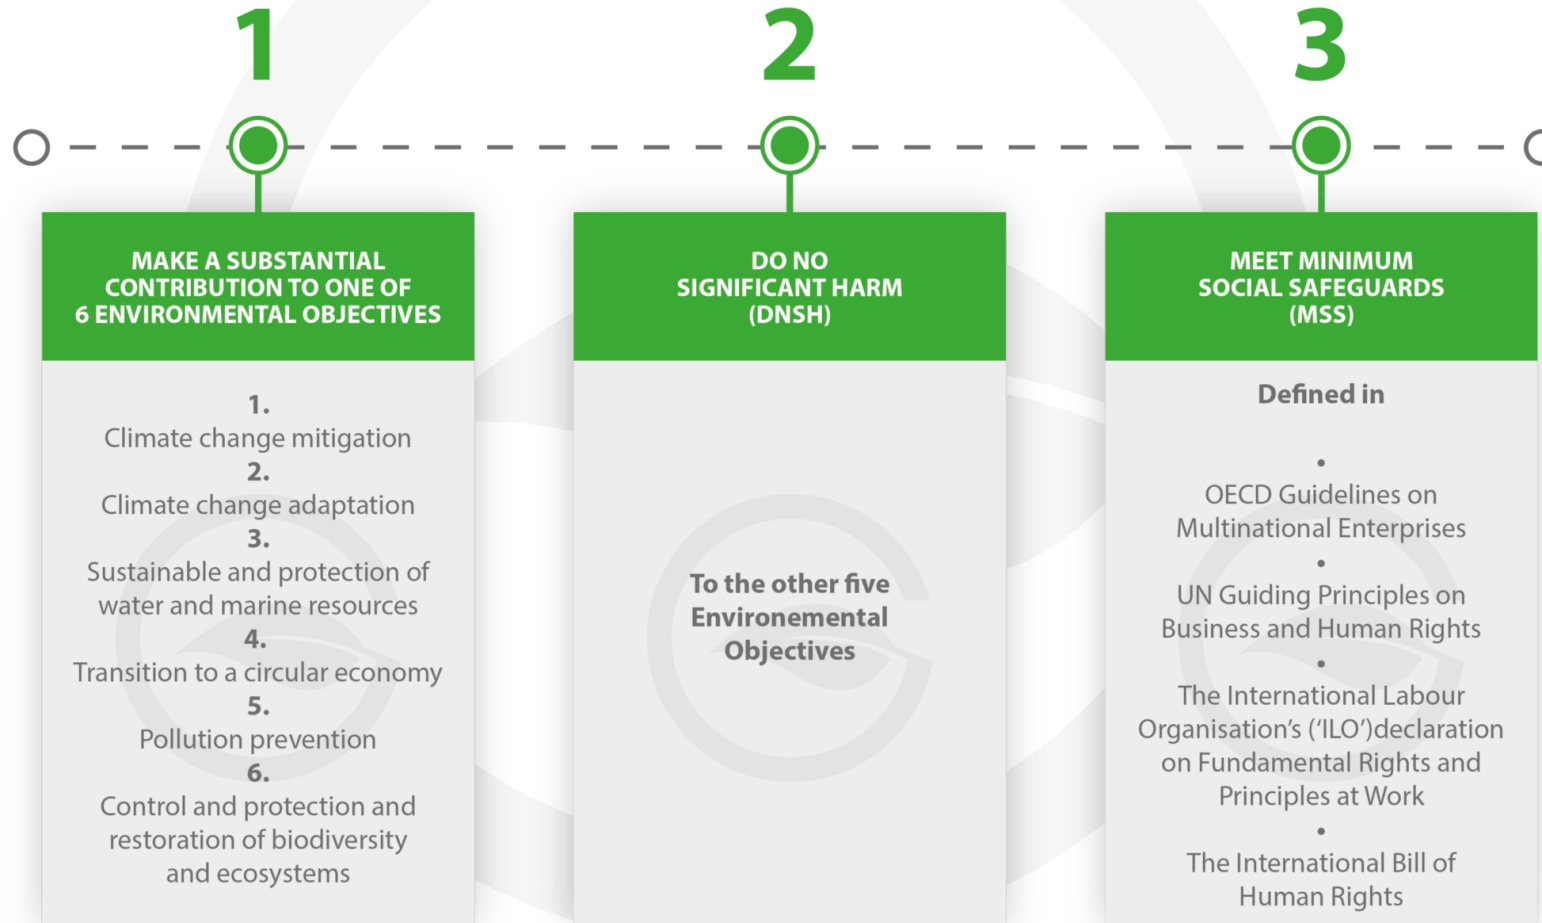 1
MAKE A SUBSTANTIAL
CONTRIBUTION TO ONE OF
6 ENVIRONMENTAL OBJECTIVES
1.
Climate change mitigation
2.
Climate change adaptation
3.
Sustainable and protection of
water and marine resources
4.
Transition to a circular economy
5.
Pollution prevention
6.
Control and protection and
restoration of biodiversity
and ecosystems
2
DO NO
SIGNIFICANT HARM
(DNSH)
To the other five
Environemental
Objectives
3
MEET MINIMUM
SOCIAL SAFEGUARDS
(MSS)
Defined in
•
OECD Guidelines on
Multinational Enterprises
•
UN Guiding Principles on
Business and Human Rights
•
The International Labour
Organisation’s (‘ILO’)declaration
on Fundamental Rights and
Principles at Work
•
The International Bill of
Human Rights